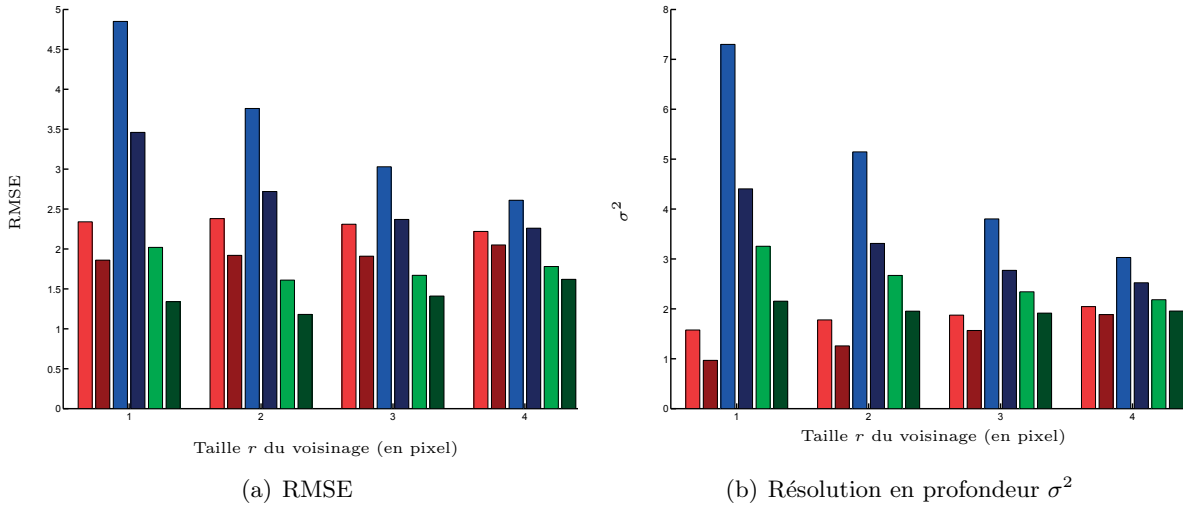 5
4.5
4
3.5
3
2.5
2
1.5
1
0.5
0
RMSE
1 2 3 4
Taille r du voisinage (en pixel)
(a) RMSE
8
7
6
5
4
3
2
1
0
σ²
1 2 3 4
Taille r du voisinage (en pixel)
(b) Résolution en profondeur σ²